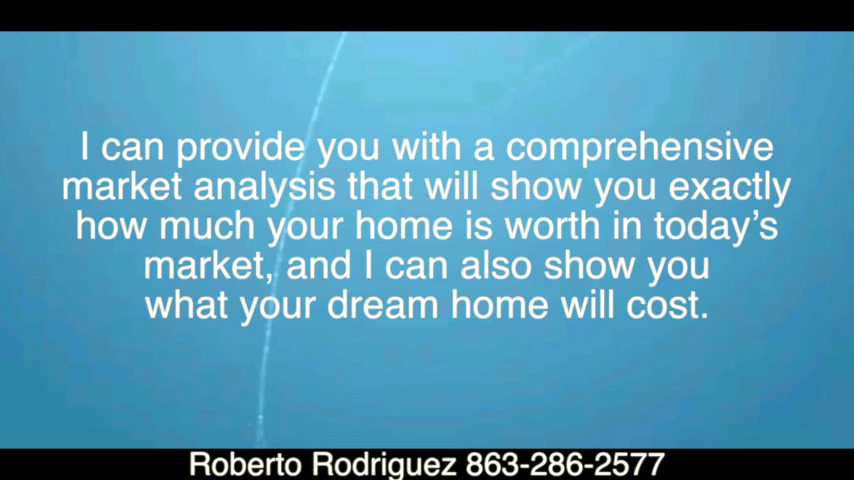 I can provide you with a comprehensive
market analysis that will show you exactly
how much your home is worth in today’s
market, and I can also show you
what your dream home will cost.
Roberto Rodriguez 863-286-2577